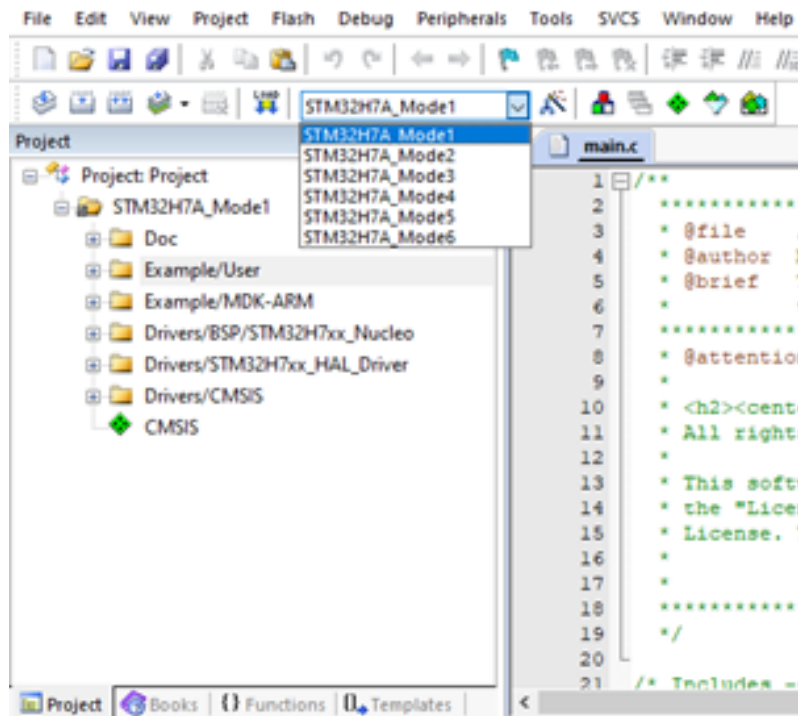 File Edit View Project Flash Debug Peripherals Tools SVCS Window Help
LOAD STM32H7A_Mode1
STM32H7A_Mode1
STM32H7A_Mode2
STM32H7A_Mode3
STM32H7A_Mode4
STM32H7A_Mode5
STM32H7A_Mode6
Project
Project: Project
STM32H7A_Mode1
Doc
Example/User
Example/MDK-ARM
Drivers/BSP/STM32H7xx_Nucleo
Drivers/STM32H7xx_HAL_Driver
Drivers/CMSIS
CMSIS
Project Books {} Functions Templates
main.c
1 /**
2 ***********
3 * @file
4 * @author
5 * @brief
6 *
7 ***********
8 * @attention
9 *
10 * <h2><cent
11 * All right
12 *
13 * This soft
14 * the "Lice
15 * License.
16 *
17 *
18 ***********
19 */
20
21 /* Includes -